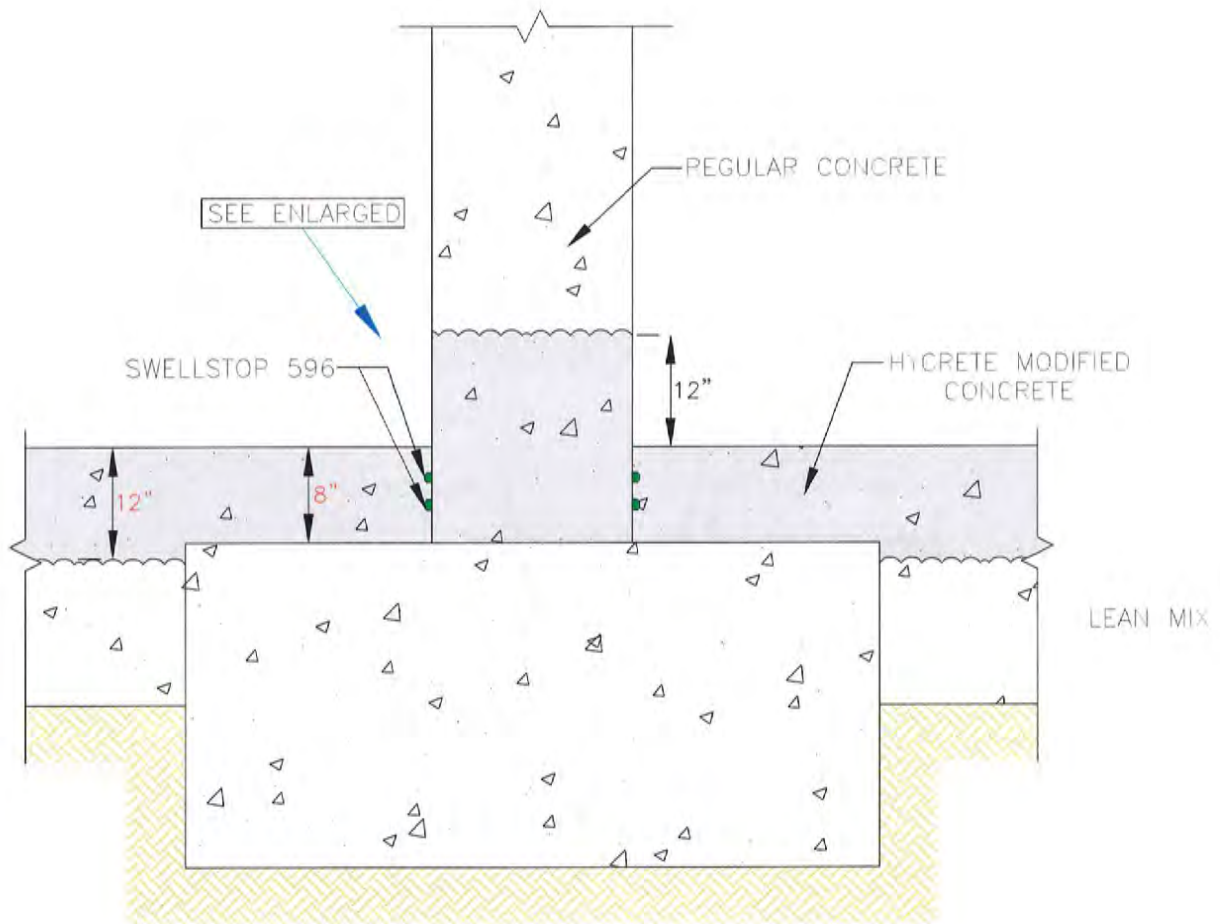 REGULAR CONCRETE
SEE ENLARGED
SWELLSTOP 596
12"
HYCRETE MODIFIED
CONCRETE
12"
8"
LEAN MIX